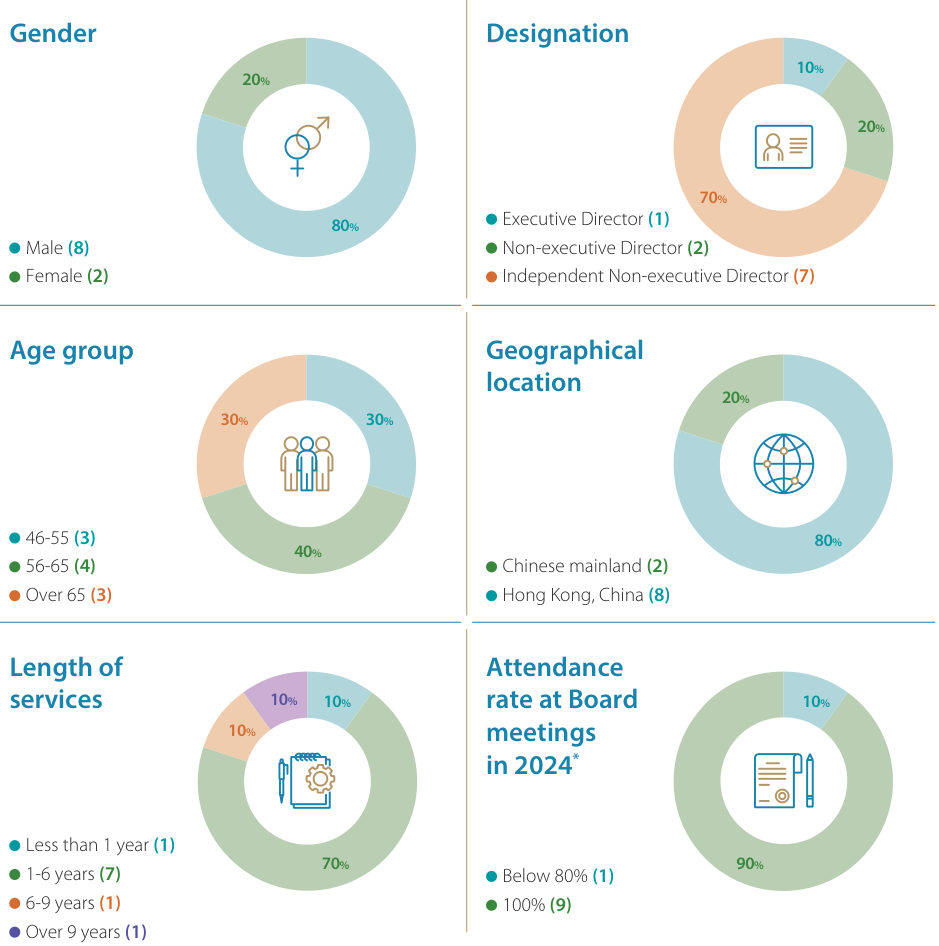 Gender
20%
80%
Male (8)
Female (2)
Designation
10%
20%
70%
Executive Director (1)
Non-executive Director (2)
Independent Non-executive Director (7)
Age group
30%
30%
40%
46-55 (3)
56-65 (4)
Over 65 (3)
Geographical
location
20%
80%
Chinese mainland (2)
Hong Kong, China (8)
Length of
services
10%
10%
10%
70%
Less than 1 year (1)
1-6 years (7)
6-9 years (1)
Over 9 years (1)
Attendance
rate at Board
meetings
in 2024*
10%
90%
Below 80% (1)
100% (9)